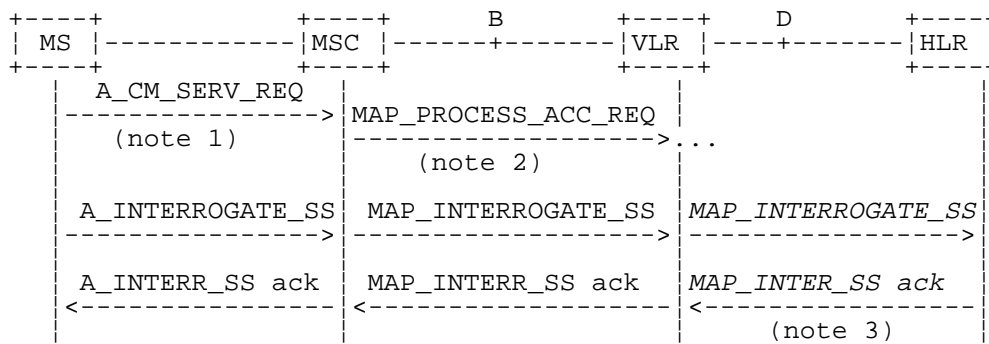 B D
MS MSC VLR HLR
A_CM_SERV_REQ
MAP_PROCESS_ACC_REQ
(note 1) ...
(note 2)
A_INTERROGATE_SS MAP_INTERROGATE_SS MAP_INTERROGATE_SS
A_INTERR_SS ack MAP_INTERR_SS ack MAP_INTER_SS ack
(note 3)